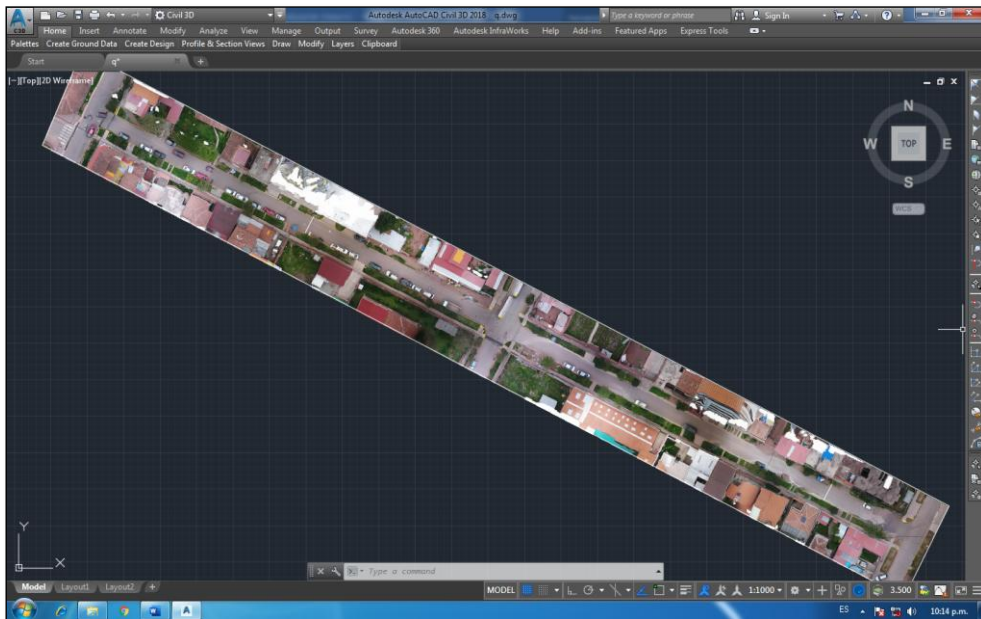 Civil 3D
Autodesk AutoCAD Civil 3D 2018 q.dwg
Type a keyword or phrase
Sign In
C3D
Home Insert Annotate Modify Analyze View Manage Output Survey Autodesk 360 Autodesk InfraWorks Help Add-ins Featured Apps Express Tools
Palettes Create Ground Data Create Design Profile & Section Views Draw Modify Layers Clipboard
Start q*
[−][Top][2D Wireframe]
N
W TOP E
S
WCS
Y
X
Type a command
Model Layout1 Layout2 +
MODEL 1:1000 3.500
ES 10:14 p.m.